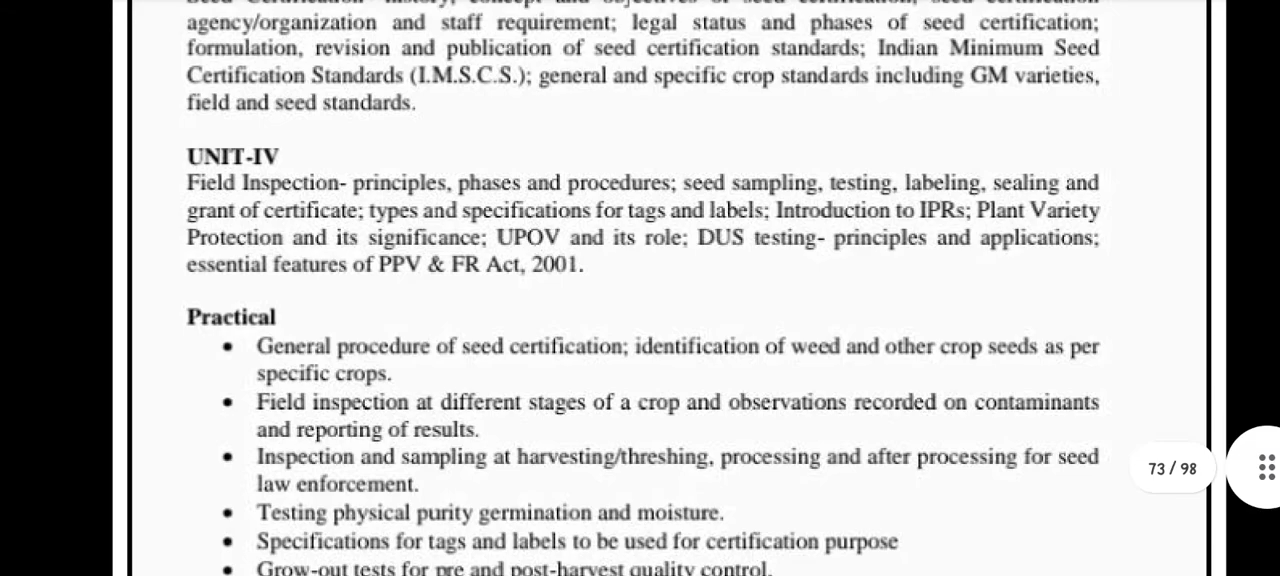 agency/organization and staff requirement; legal status and phases of seed certification;
formulation, revision and publication of seed certification standards; Indian Minimum Seed
Certification Standards (I.M.S.C.S.); general and specific crop standards including GM varieties,
field and seed standards.
UNIT-IV
Field Inspection- principles, phases and procedures; seed sampling, testing, labeling, sealing and
grant of certificate; types and specifications for tags and labels; Introduction to IPRs; Plant Variety
Protection and its significance; UPOV and its role; DUS testing- principles and applications;
essential features of PPV & FR Act, 2001.
Practical
• General procedure of seed certification; identification of weed and other crop seeds as per
specific crops.
• Field inspection at different stages of a crop and observations recorded on contaminants
and reporting of results.
• Inspection and sampling at harvesting/threshing, processing and after processing for seed
law enforcement.
73 / 98
• Testing physical purity germination and moisture.
• Specifications for tags and labels to be used for certification purpose
• Grow-out tests for pre and post-harvest quality control.